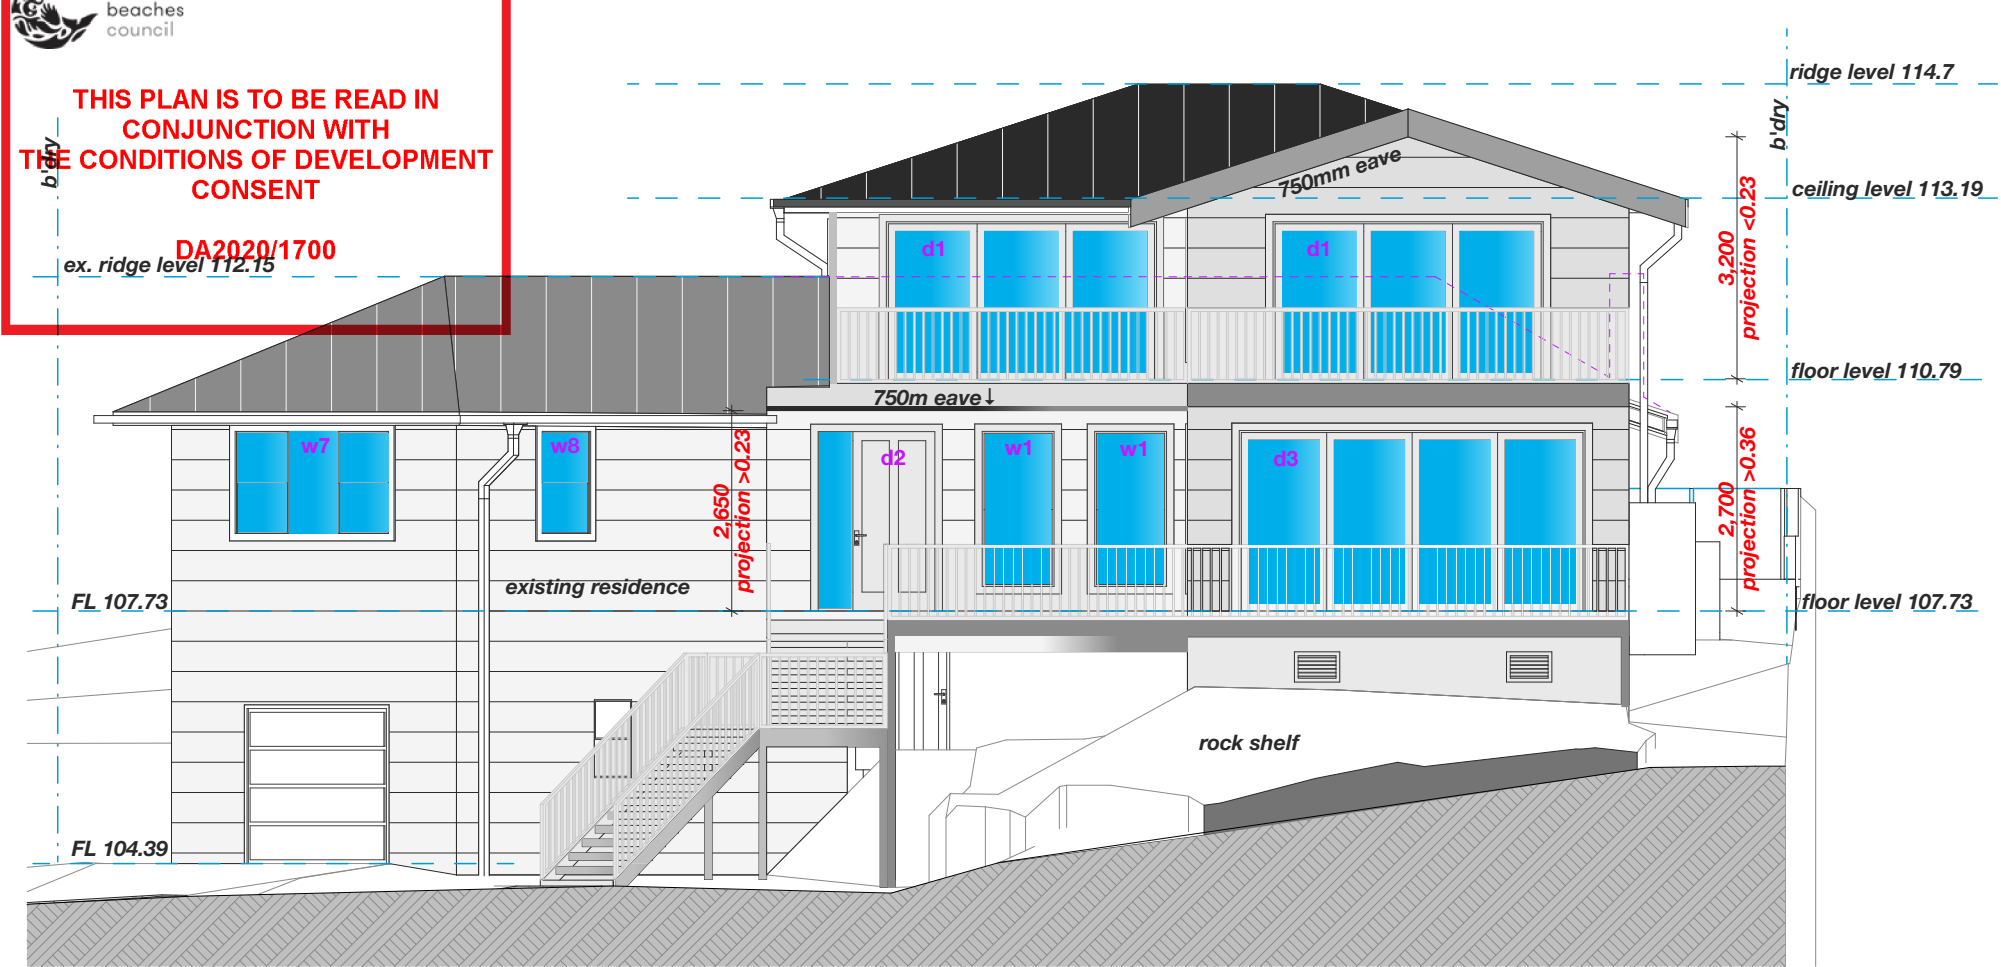 beaches
council
THIS PLAN IS TO BE READ IN
CONJUNCTION WITH
THE CONDITIONS OF DEVELOPMENT
CONSENT
DA2020/1700
b'dry
ex. ridge level 112.15
ridge level 114.7
b'dry
750mm eave
ceiling level 113.19
3,200
projection <0.23
d1
d1
floor level 110.79
750m eave↓
w7
w8
d2
w1
w1
d3
2,650
projection >0.23
2,700
projection >0.36
existing residence
FL 107.73
floor level 107.73
rock shelf
FL 104.39